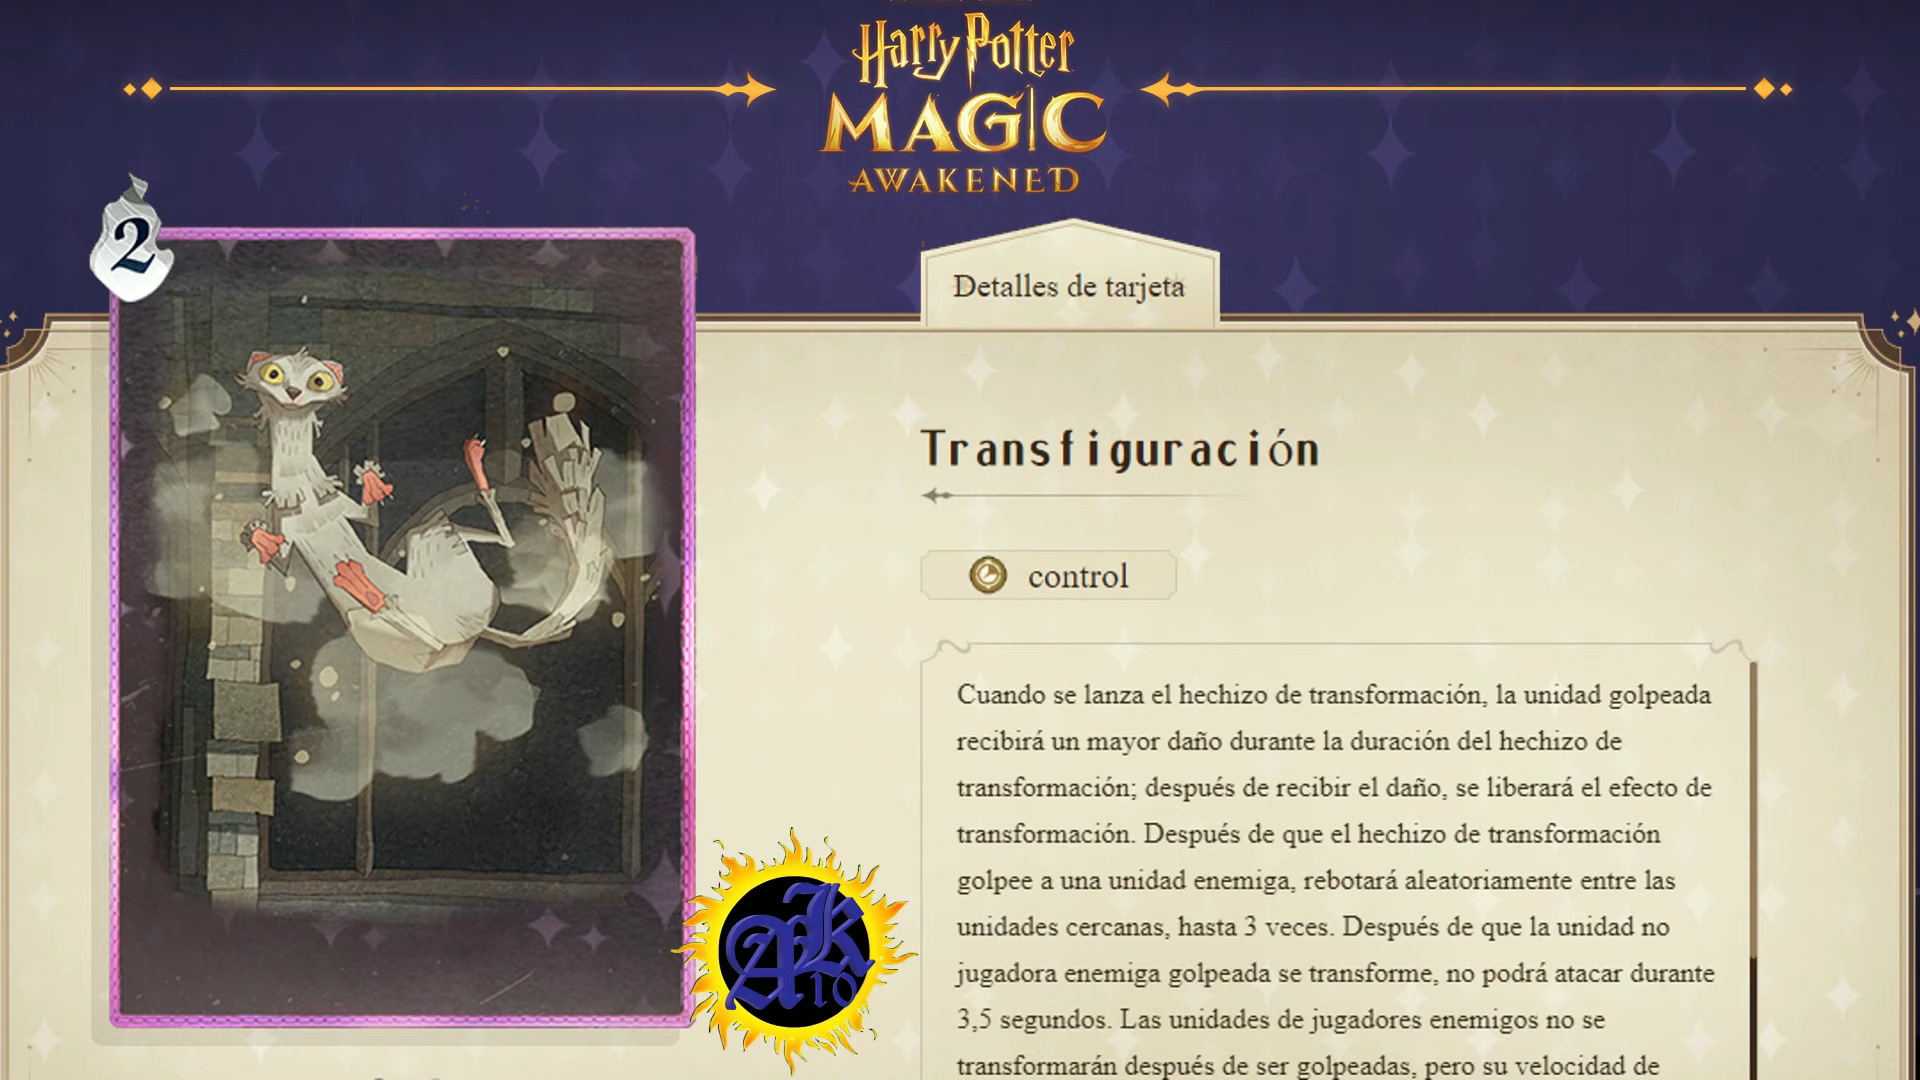 Harry Potter
MAGIC
AWAKENED
2
Detalles de tarjeta
Transfiguración
control
Cuando se lanza el hechizo de transformación, la unidad golpeada
recibirá un mayor daño durante la duración del hechizo de
transformación; después de recibir el daño, se liberará el efecto de
transformación. Después de que el hechizo de transformación
golpee a una unidad enemiga, rebotará aleatoriamente entre las
unidades cercanas, hasta 3 veces. Después de que la unidad no
jugadora enemiga golpeada se transforme, no podrá atacar durante
3,5 segundos. Las unidades de jugadores enemigos no se
transformarán después de ser golpeadas, pero su velocidad de
AK
10